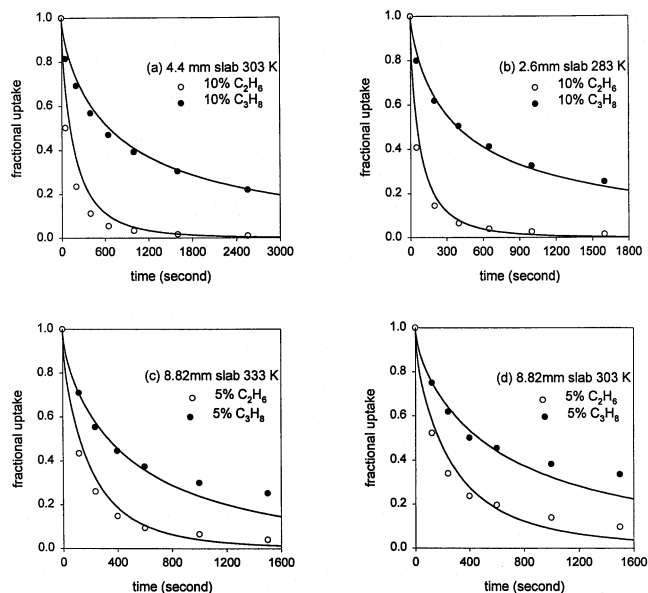 fractional uptake
1.0
0.8
0.6
0.4
0.2
0.0
(a) 4.4 mm slab 303 K
○ 10% C₂H₆
● 10% C₃H₈
0 600 1200 1800 2400 3000
time (second)
fractional uptake
1.0
0.8
0.6
0.4
0.2
0.0
(b) 2.6mm slab 283 K
○ 10% C₂H₆
● 10% C₃H₈
0 300 600 900 1200 1500 1800
time (second)
fractional uptake
1.0
0.8
0.6
0.4
0.2
0.0
(c) 8.82mm slab 333 K
○ 5% C₂H₆
● 5% C₃H₈
0 400 800 1200 1600
time (second)
fractional uptake
1.0
0.8
0.6
0.4
0.2
0.0
(d) 8.82mm slab 303 K
○ 5% C₂H₆
● 5% C₃H₈
0 400 800 1200 1600
time (second)